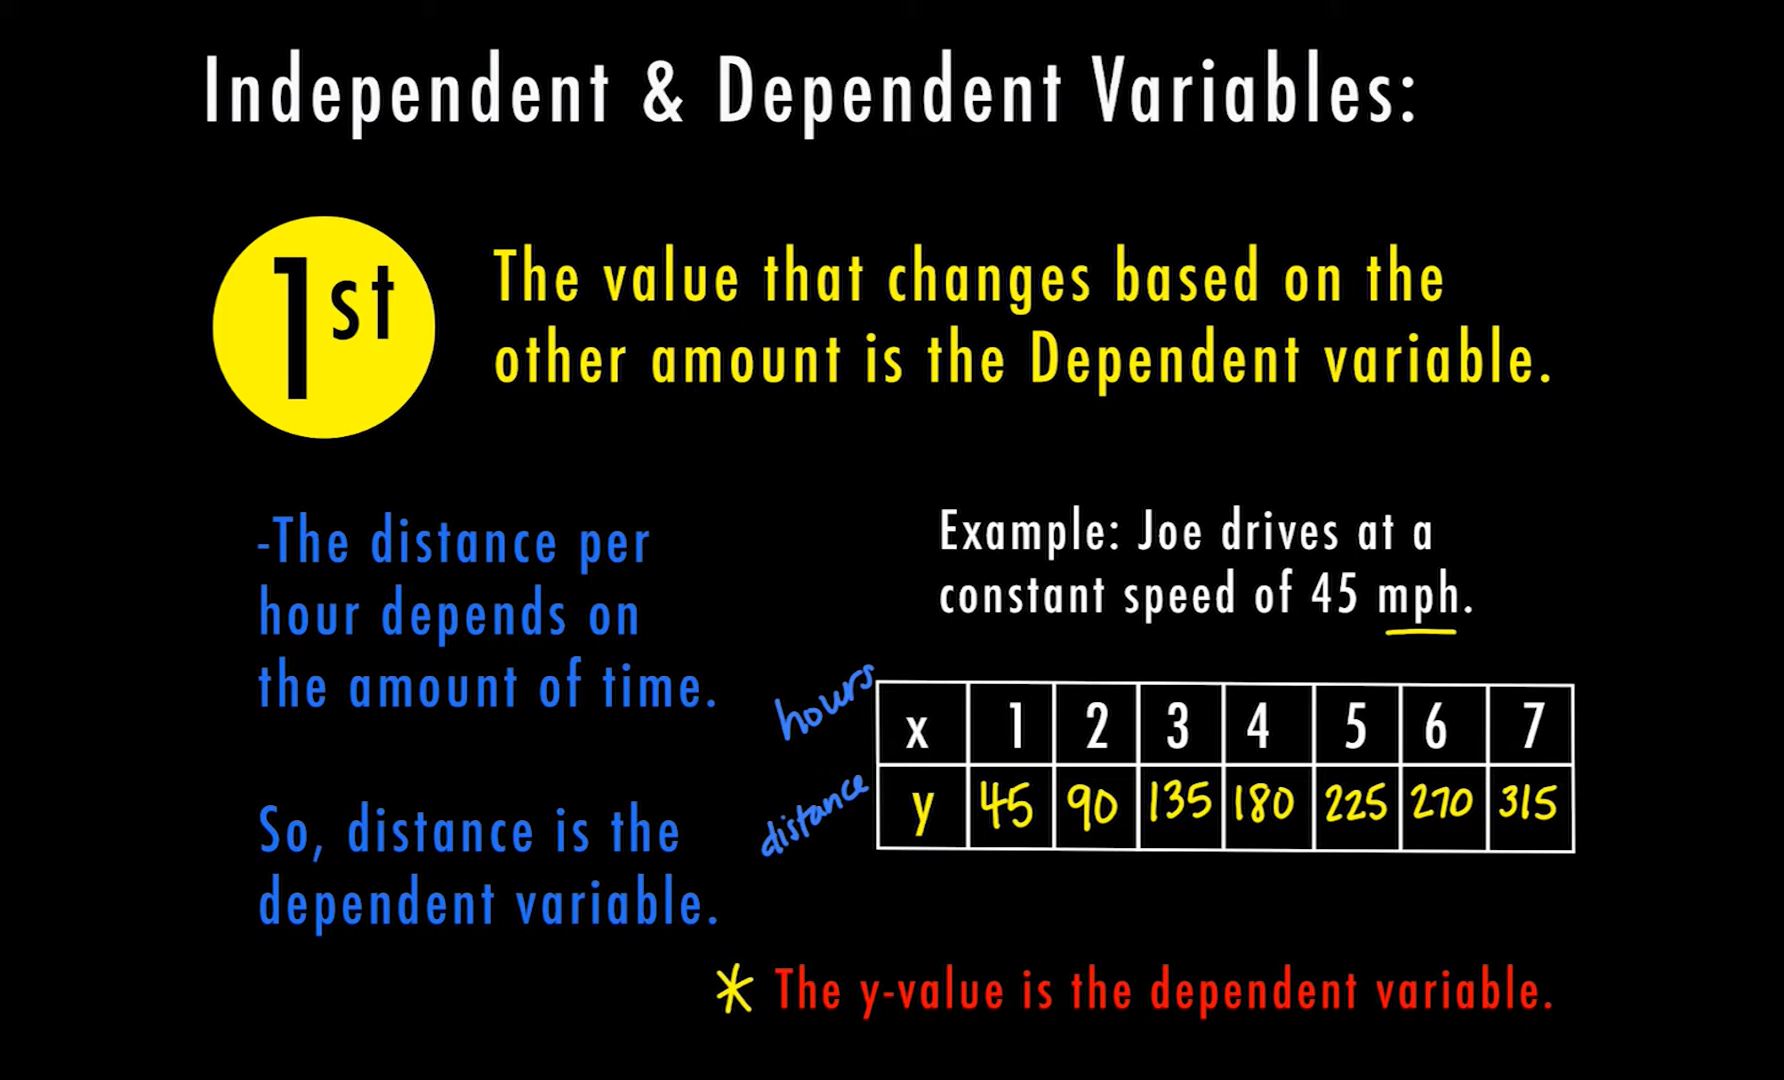 Independent & Dependent Variables:
1st
The value that changes based on the
other amount is the Dependent variable.
-The distance per
hour depends on
the amount of time.
So, distance is the
dependent variable.
Example: Joe drives at a
constant speed of 45 mph.
hours x 1 2 3 4 5 6 7
distance y 45 90 135 180 225 270 315
* The y-value is the dependent variable.